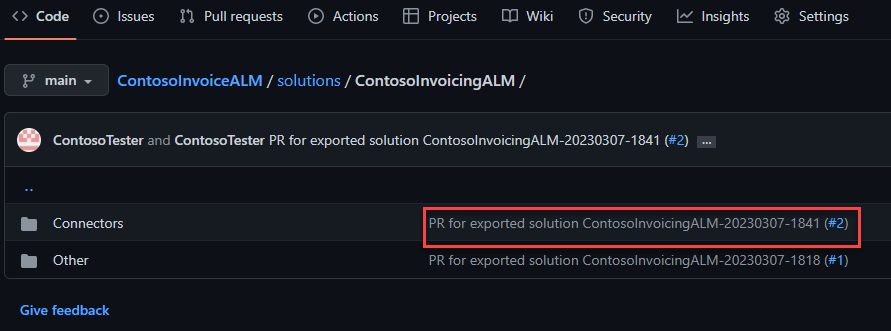 Code Issues Pull requests Actions Projects Wiki Security Insights Settings
main ContosoInvoiceALM / solutions / ContosoInvoicingALM /
ContosoTester and ContosoTester PR for exported solution ContosoInvoicingALM-20230307-1841 (#2) ...
..
Connectors PR for exported solution ContosoInvoicingALM-20230307-1841 (#2)
Other PR for exported solution ContosoInvoicingALM-20230307-1818 (#1)
Give feedback